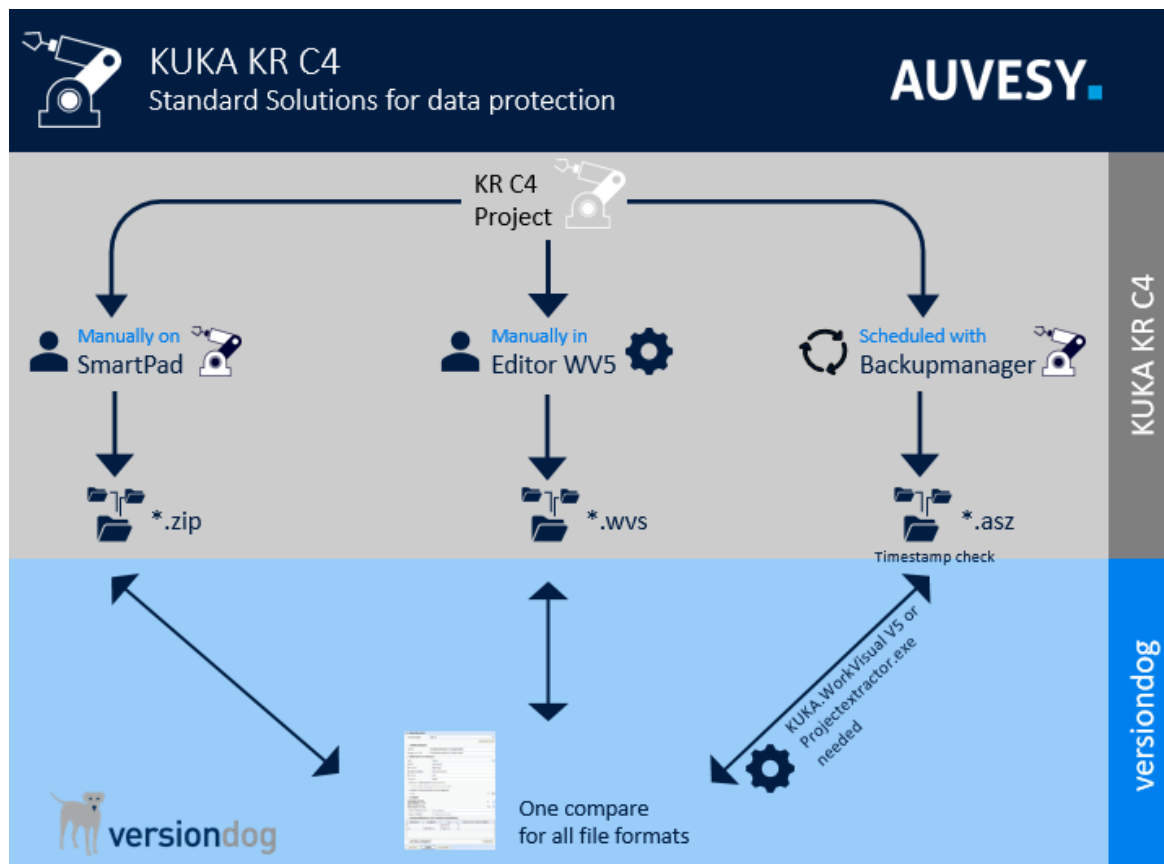 KUKA KR C4
Standard Solutions for data protection
AUVESY.
KR C4
Project
Manually on
SmartPad
Manually in
Editor WV5
Scheduled with
Backupmanager
*.zip
*.wvs
*.asz
Timestamp check
KUKA KR C4
KUKA.WorkVisual V5 or
Projectextractor.exe
needed
versiondog
One compare
for all file formats
versiondog